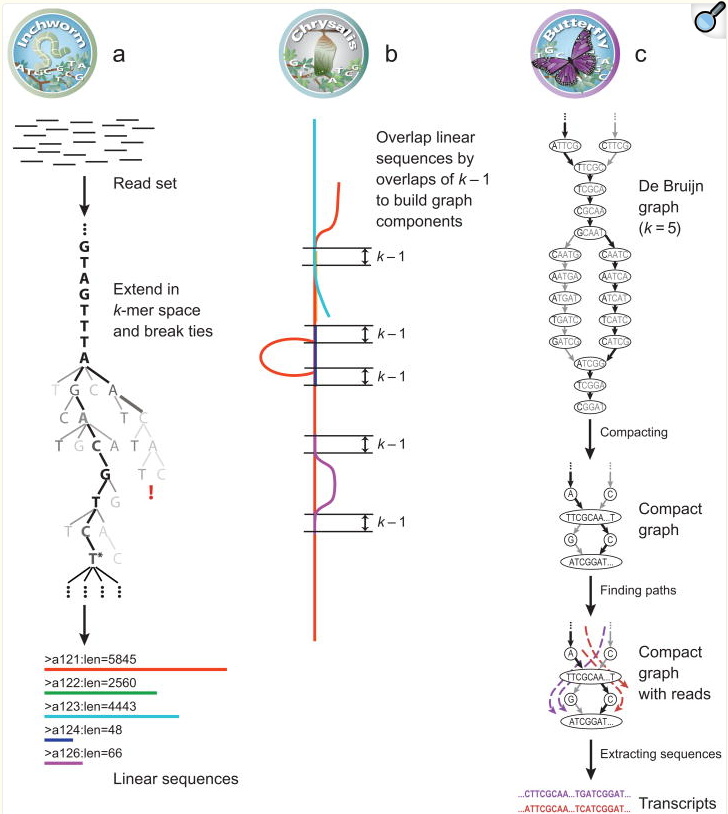 Inchworm
ATGC G T A
T C G
a
Read set
G
T
A
G
T
T
T
A
T G C A
C A T C
T G C A T A
G T C
!
T G
T C A
T* C
>a121:len=5845
>a122:len=2560
>a123:len=4443
>a124:len=48
>a126:len=66
Linear sequences
Extend in
k-mer space
and break ties
Chrysalis
b
Overlap linear
sequences by
overlaps of k – 1
to build graph
components
k – 1
k – 1
k – 1
k – 1
k – 1
Butterfly
c
ATTCG CTTCG
TTCGC
TCGCA
CGCAA
GCAAT
CAATG CAATC
AATGA AATCA
ATGAT ATCAT
TGATC TCATC
GATCG CATCG
ATCGG
TCGGA
CGGAT
De Bruijn
graph
(k = 5)
Compacting
A C
TTCGCAA...T
G C
ATCGGAT...
Compact
graph
Finding paths
A C
TTCGCAA...T
G C
ATCGGAT...
Compact
graph
with reads
Extracting sequences
...CTTCGCAA...TGATCGGAT...
...ATTCGCAA...TCATCGGAT...
Transcripts